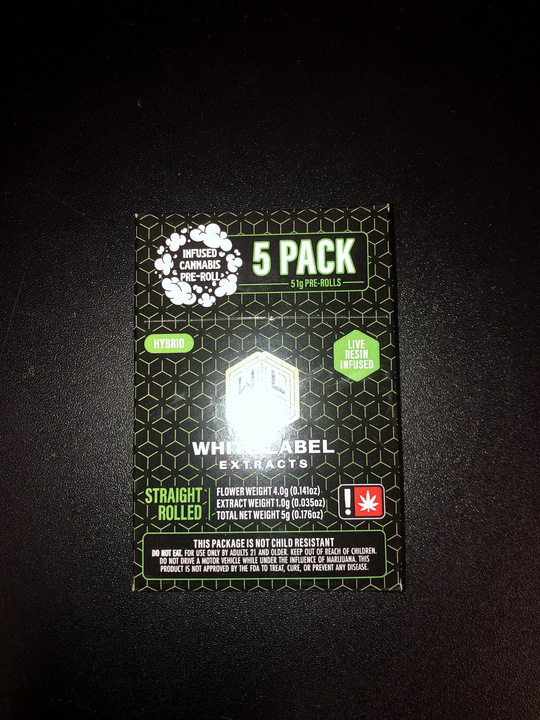 INFUSED
CANNABIS
PRE-ROLL
5 PACK
5 1g PRE-ROLLS
HYBRID
LIVE
RESIN
INFUSED
LABEL
EXTRACTS
STRAIGHT
ROLLED
FLOWER WEIGHT 4.0g (0.141oz)
EXTRACT WEIGHT 1.0g (0.035oz)
TOTAL NET WEIGHT 5g (0.176oz)
!
THIS PACKAGE IS NOT CHILD RESISTANT
DO NOT EAT. FOR USE ONLY BY ADULTS 21 AND OLDER. KEEP OUT OF REACH OF CHILDREN.
DO NOT DRIVE A MOTOR VEHICLE WHILE UNDER THE INFLUENCE OF MARIJUANA. THIS
PRODUCT IS NOT APPROVED BY THE FDA TO TREAT, CURE, OR PREVENT ANY DISEASE.